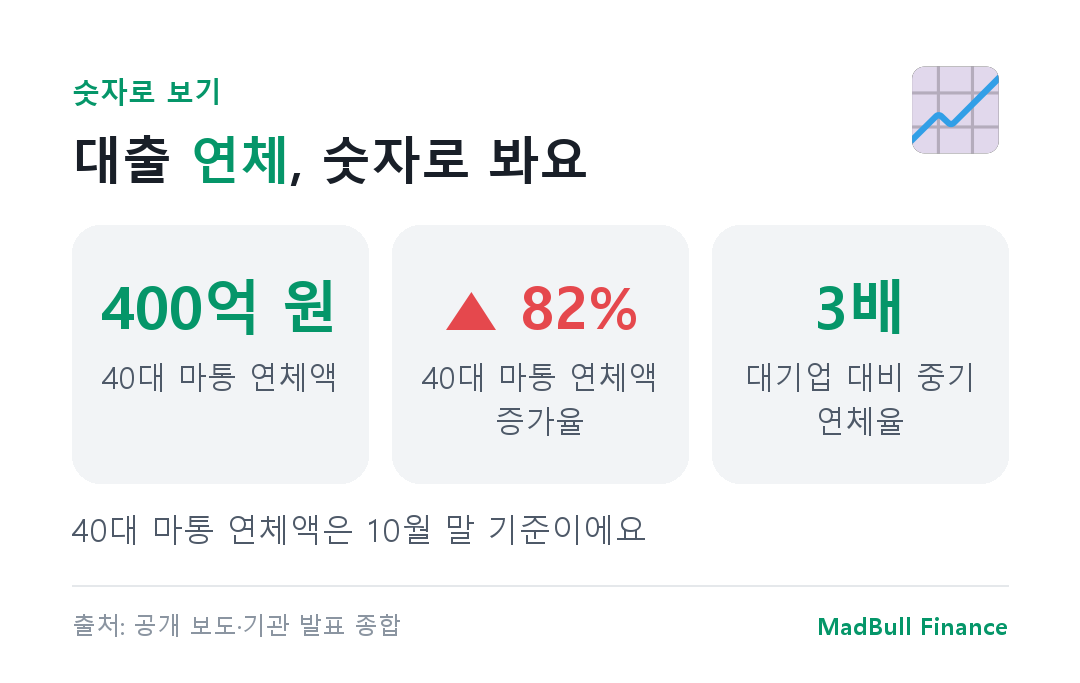 숫자로 보기
대출 연체, 숫자로 봐요
400억 원
40대 마통 연체액
▲ 82%
40대 마통 연체액
증가율
3배
대기업 대비 중기
연체율
40대 마통 연체액은 10월 말 기준이에요
출처: 공개 보도·기관 발표 종합
MadBull Finance